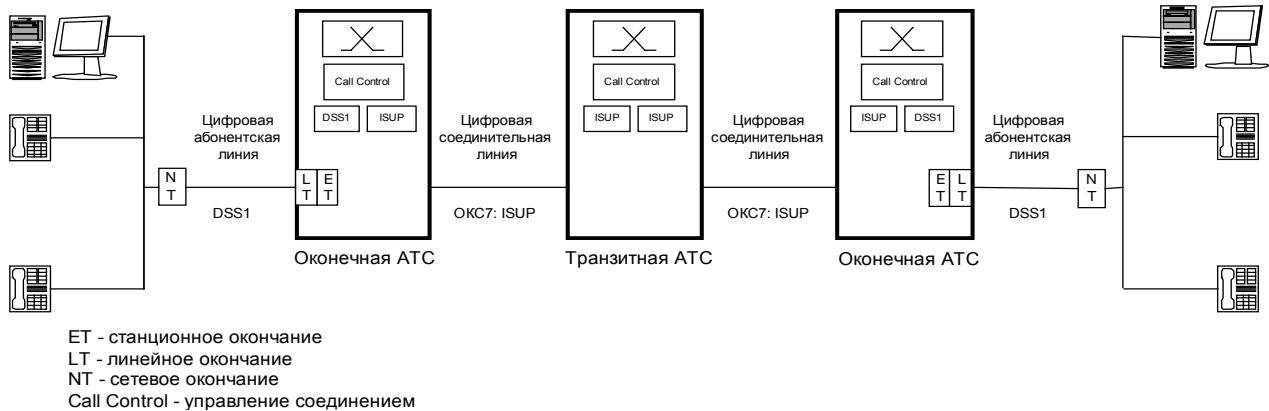 Call Control
DSS1
ISUP
Call Control
ISUP
ISUP
Call Control
ISUP
DSS1
Цифровая
абонентская
линия
Цифровая
соединительная
линия
Цифровая
соединительная
линия
Цифровая
абонентская
линия
N
T
L
T
E
T
E
T
L
T
N
T
DSS1
ОКС7: ISUP
ОКС7: ISUP
DSS1
Оконечная АТС
Транзитная АТС
Оконечная АТС
ET - станционное окончание
LT - линейное окончание
NT - сетевое окончание
Call Control - управление соединением